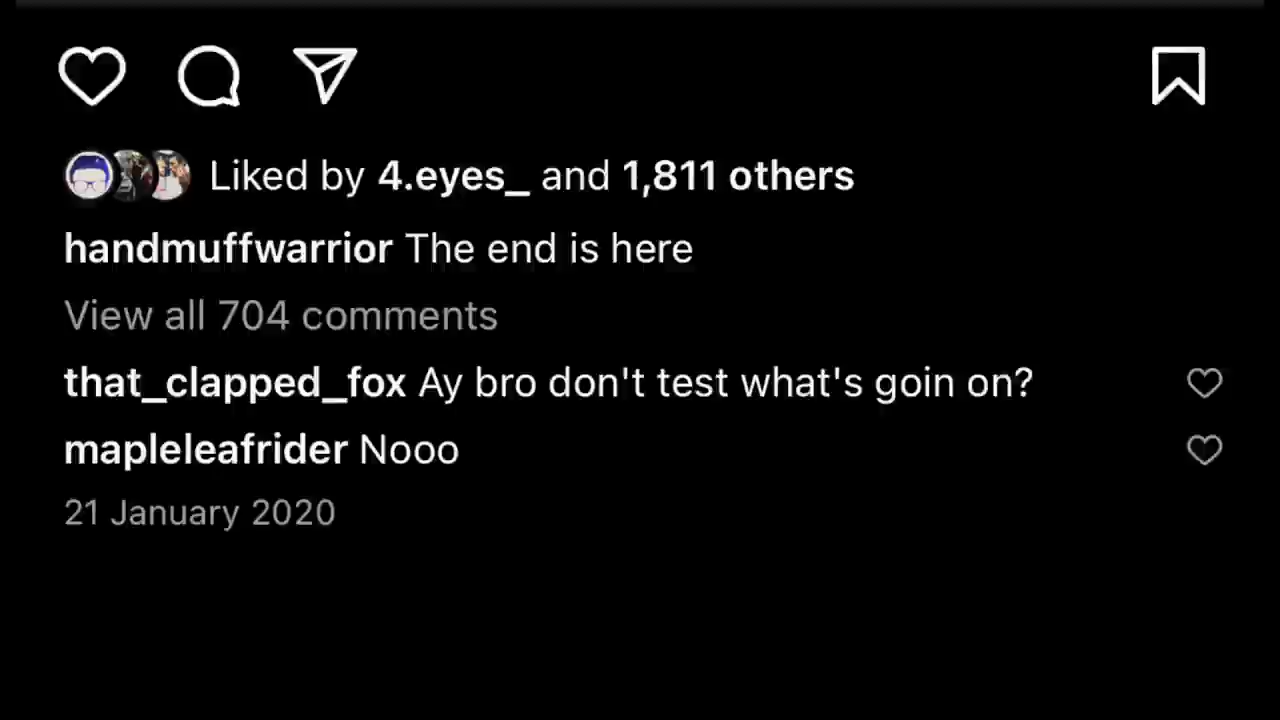 Liked by 4.eyes_ and 1,811 others
handmuffwarrior The end is here
View all 704 comments
that_clapped_fox Ay bro don't test what's goin on?
mapleleafrider Nooo
21 January 2020